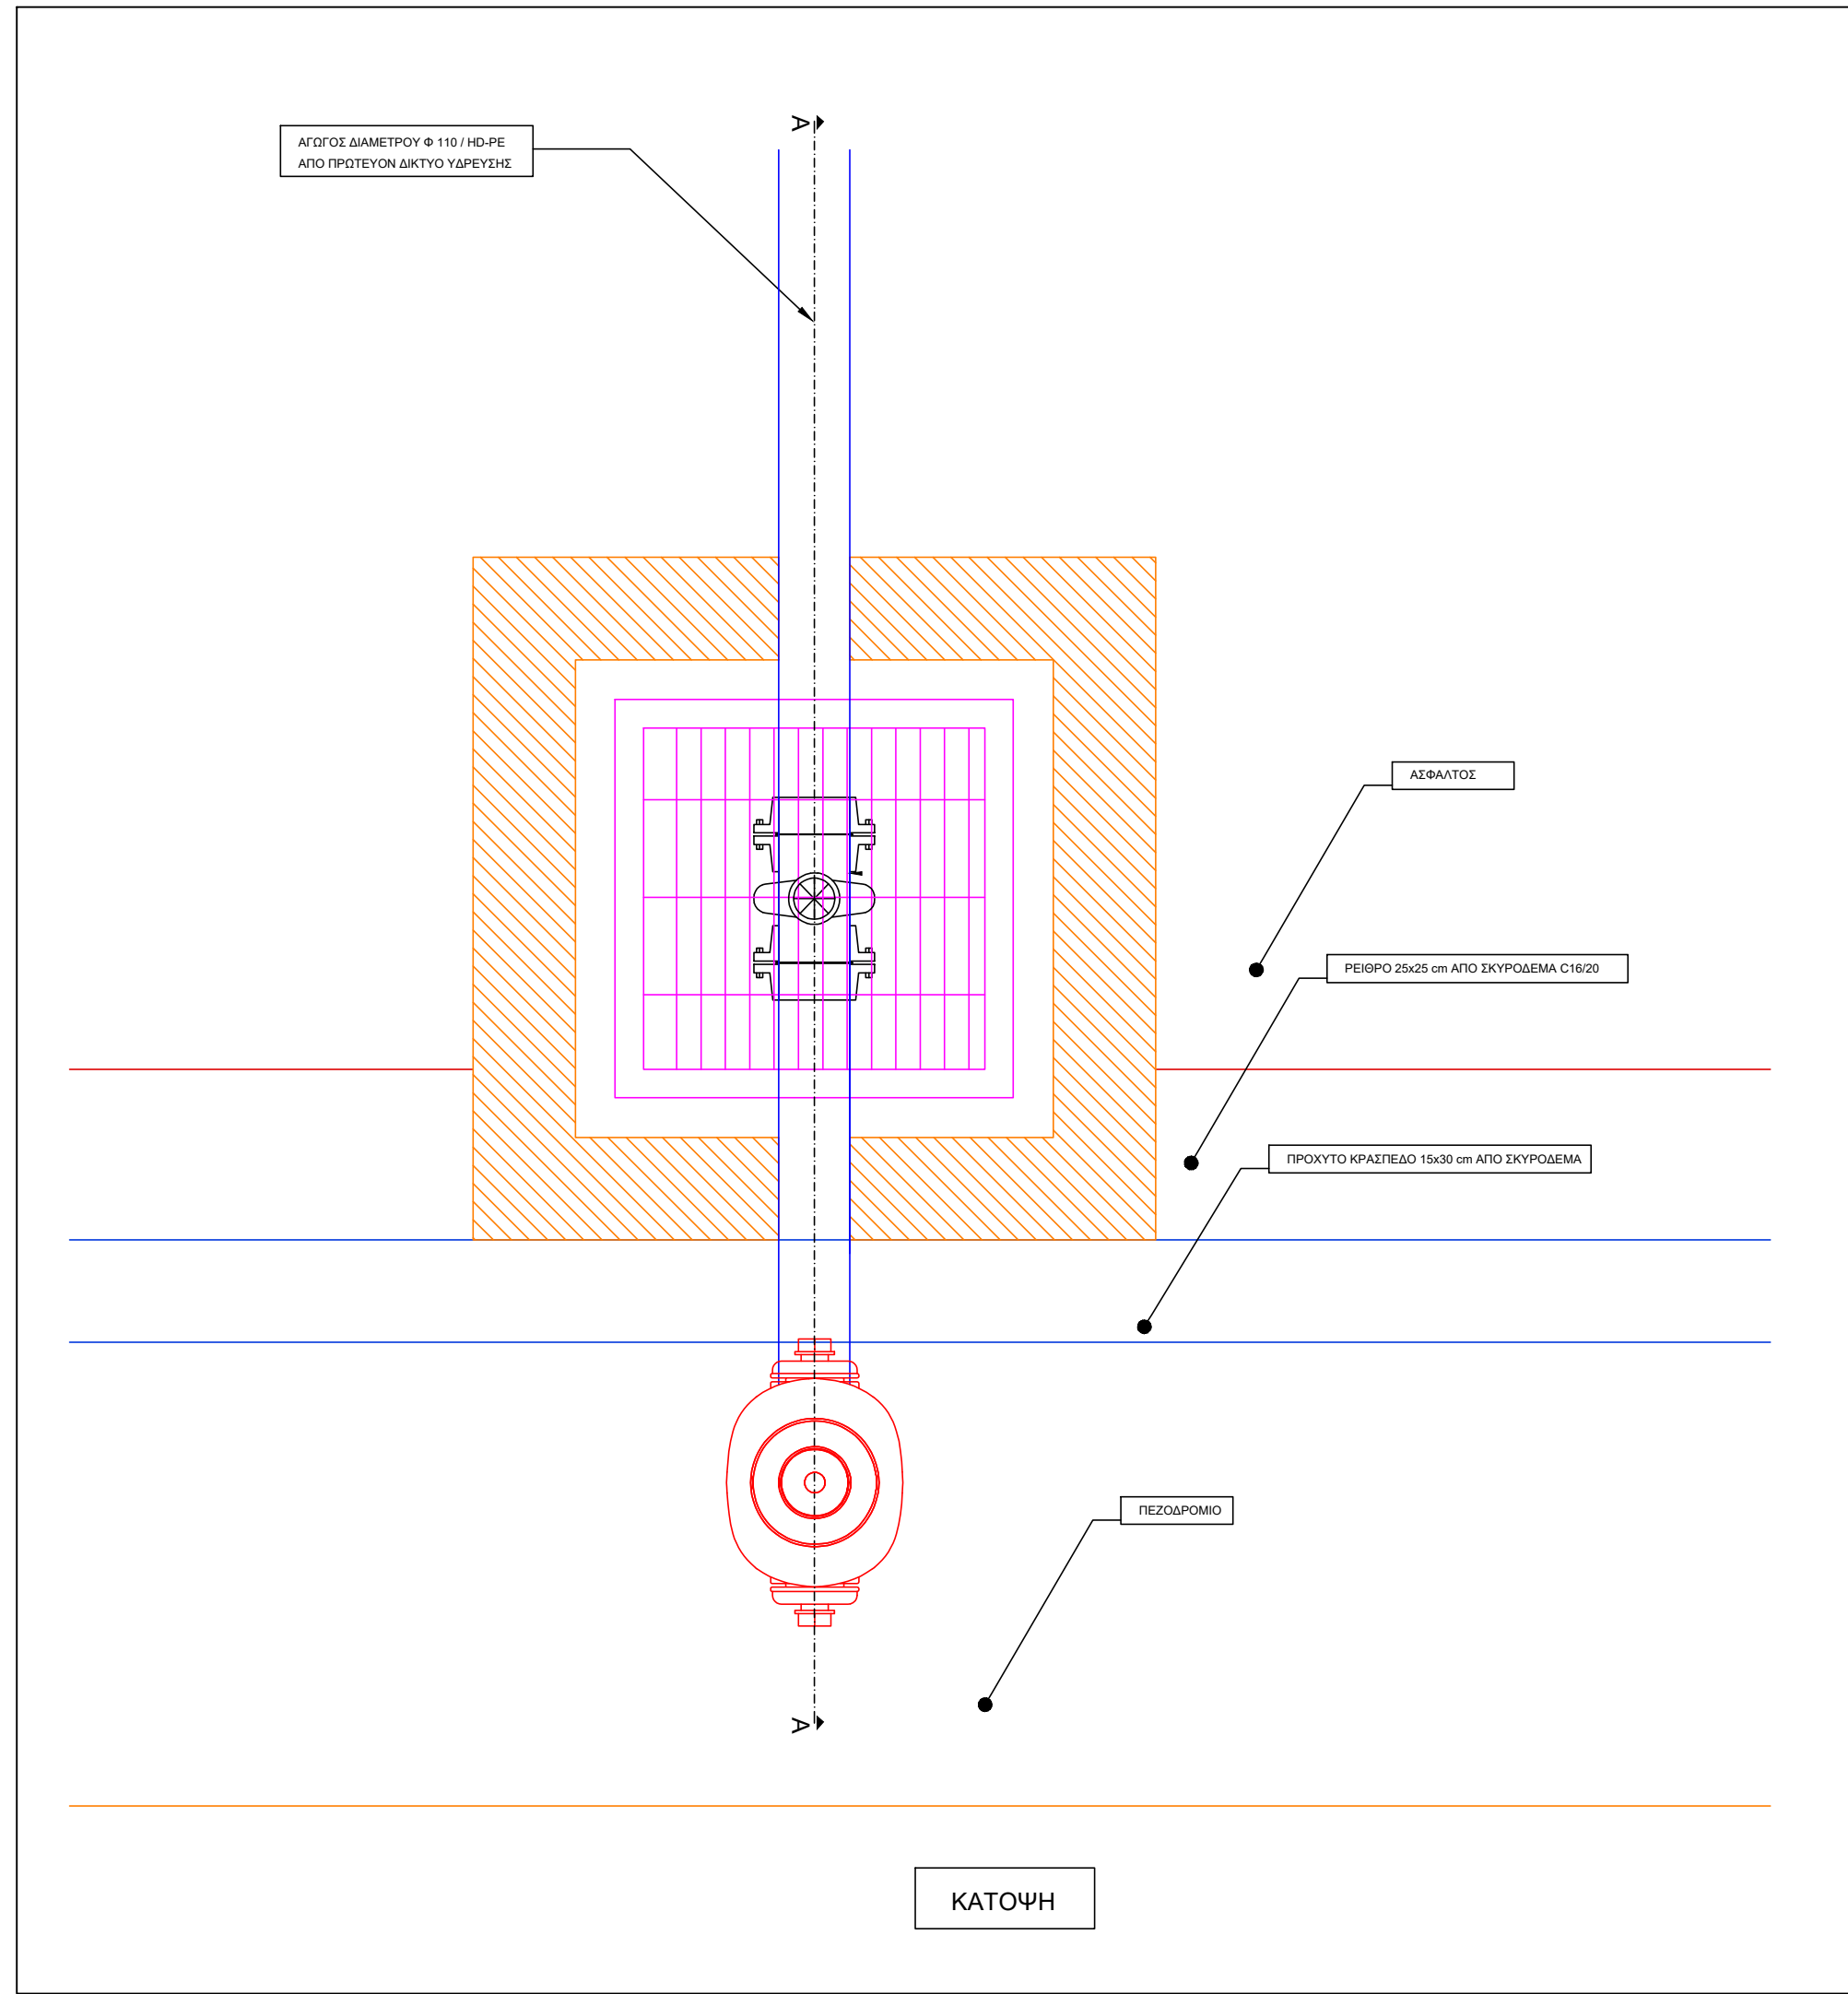 A
ΑΓΩΓΟΣ ΔΙΑΜΕΤΡΟΥ Φ 110 / HD-PE
ΑΠΟ ΠΡΩΤΕΥΟΝ ΔΙΚΤΥΟ ΥΔΡΕΥΣΗΣ
ΑΣΦΑΛΤΟΣ
ΡΕΙΘΡΟ 25x25 cm ΑΠΟ ΣΚΥΡΟΔΕΜΑ C16/20
ΠΡΟΧΥΤΟ ΚΡΑΣΠΕΔΟ 15x30 cm ΑΠΟ ΣΚΥΡΟΔΕΜΑ
ΠΕΖΟΔΡΟΜΙΟ
A
ΚΑΤΟΨΗ